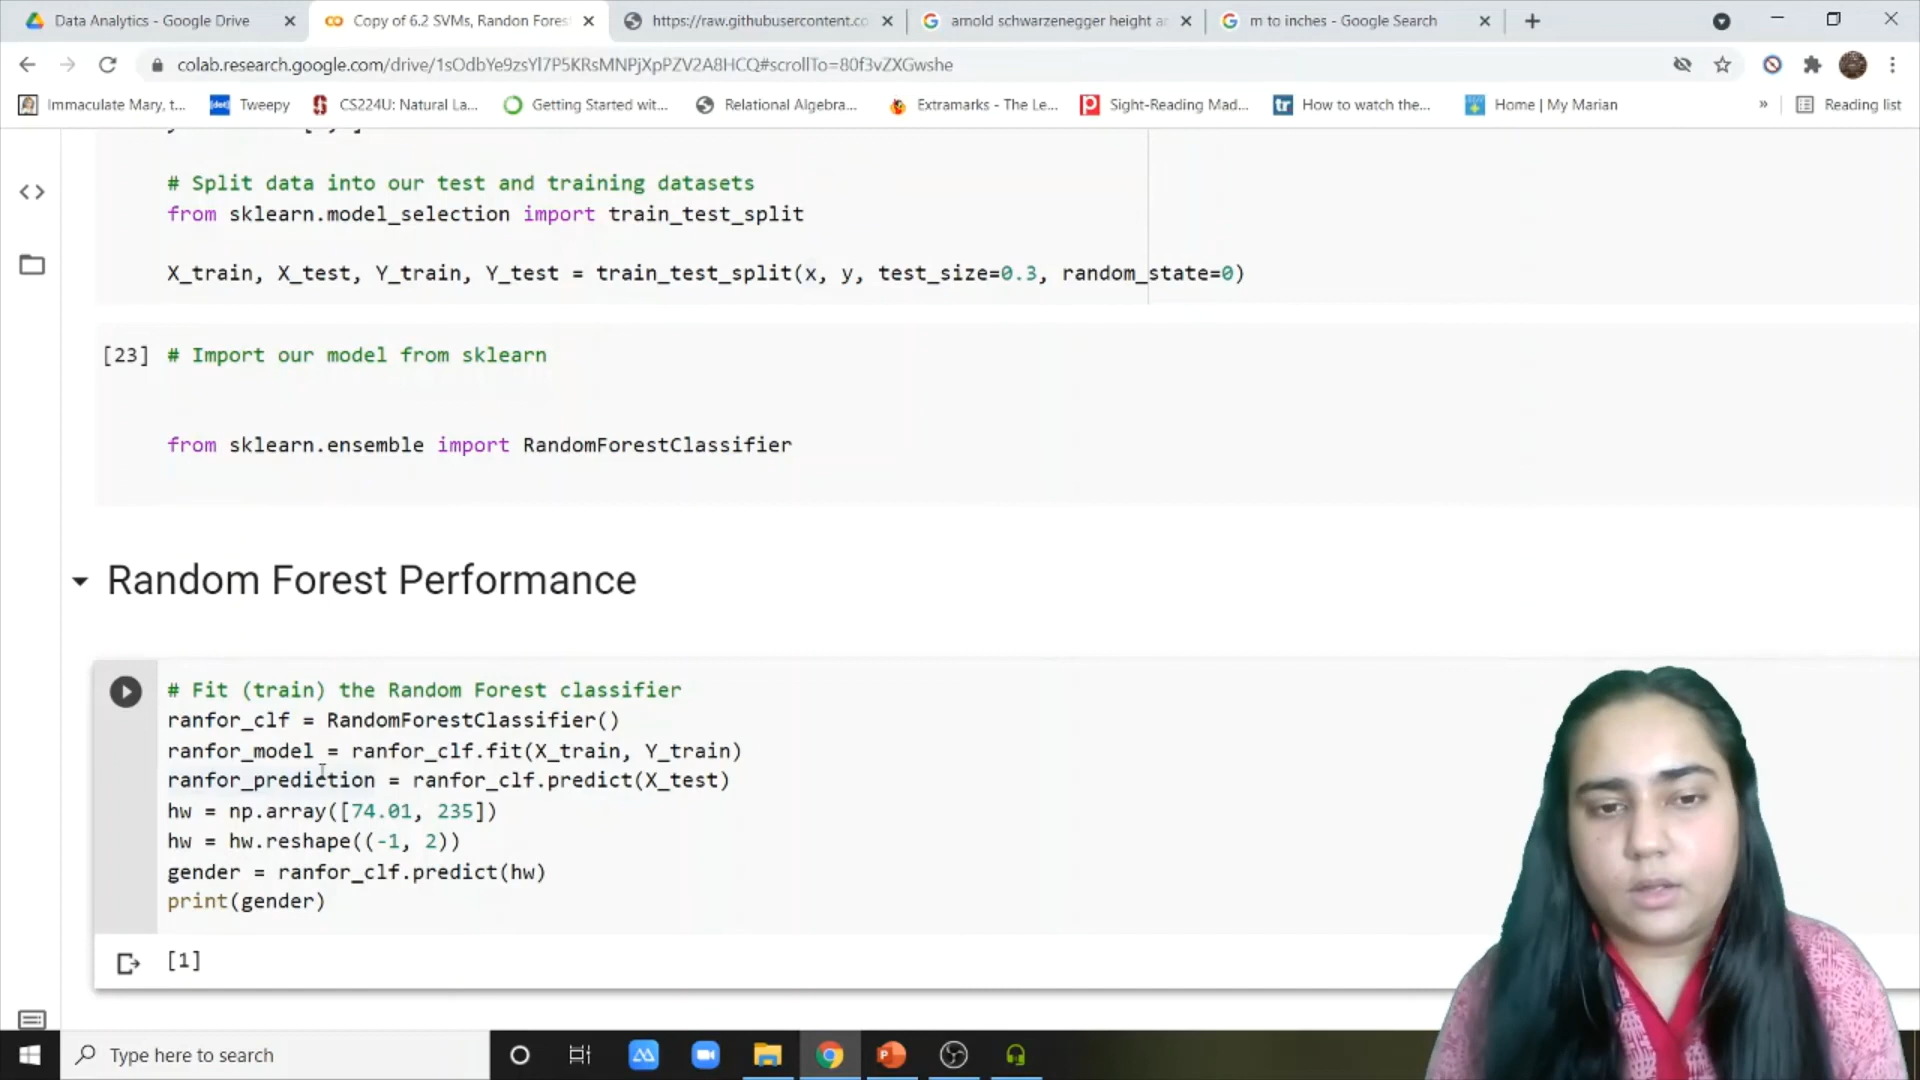 Data Analytics - Google Drive
Copy of 6.2 SVMs, Random Fores
https://raw.githubusercontent.co
arnold schwarzenegger height a
m to inches - Google Search
colab.research.google.com/drive/1sOdbYe9zsYl7P5KRsMNPjXpPZV2A8HCQ#scrollTo=80f3vZXGwshe
Immaculate Mary, t...
Tweepy
CS224U: Natural La...
Getting Started wit...
Relational Algebra...
Extramarks - The Le...
Sight-Reading Mad...
How to watch the...
Home | My Marian
»
Reading list
# Split data into our test and training datasets
from sklearn.model_selection import train_test_split
X_train, X_test, Y_train, Y_test = train_test_split(x, y, test_size=0.3, random_state=0)
[23] # Import our model from sklearn
from sklearn.ensemble import RandomForestClassifier
Random Forest Performance
# Fit (train) the Random Forest classifier
ranfor_clf = RandomForestClassifier()
ranfor_model = ranfor_clf.fit(X_train, Y_train)
ranfor_prediction = ranfor_clf.predict(X_test)
hw = np.array([74.01, 235])
hw = hw.reshape((-1, 2))
gender = ranfor_clf.predict(hw)
print(gender)
[1]
Type here to search